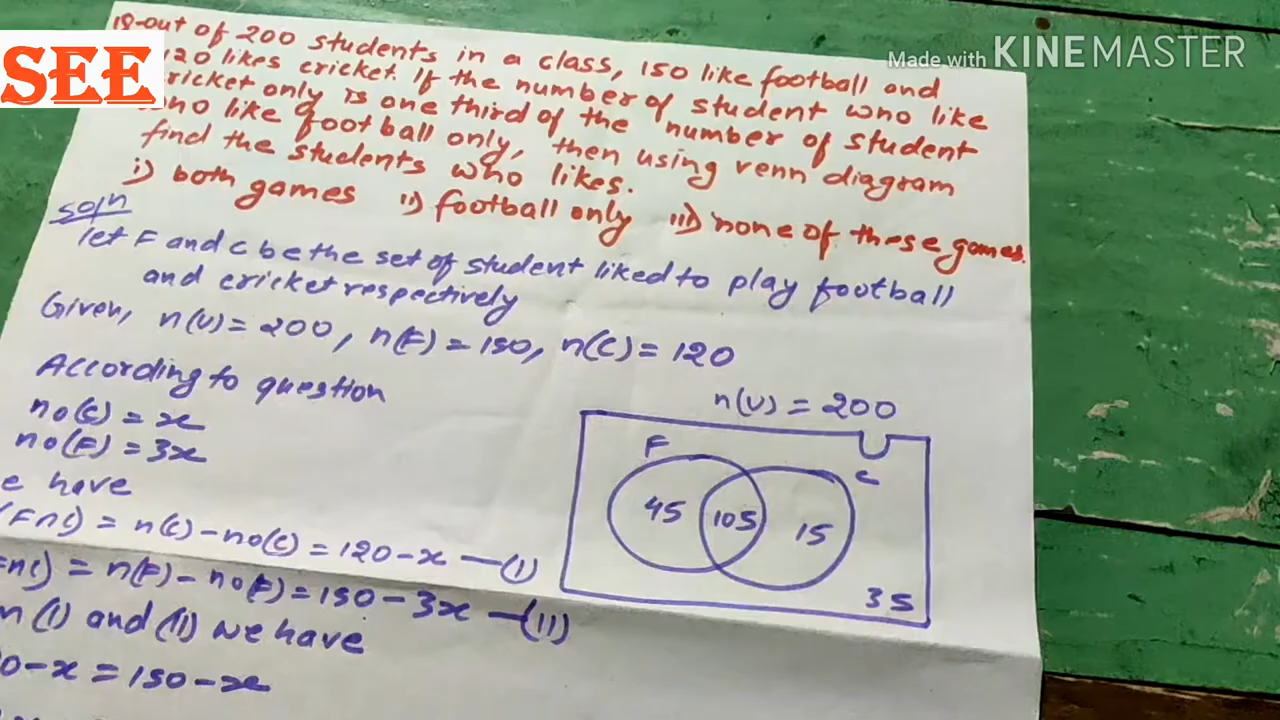 Made with KINEMASTER
SEE
18-out of 200 students in a class, 150 like football and
120 likes cricket. If the number of student who like
ricket only is one third of the number of student
who like football only, then using venn diagram
find the students who likes.
i) both games ii) football only iii) none of these games.
Soln
let F and C be the set of student liked to play football
and cricket respectively
Given, n(U) = 200, n(F) = 150, n(C) = 120
According to question
no(C) = x
no(F) = 3x
e have
(F∩C) = n(C) - no(C) = 120 - x — (I)
∩C) = n(F) - no(F) = 150 - 3x — (II)
m (I) and (II) we have
0 - x = 150 - x
n(U) = 200
F
U
C
45
105
15
35